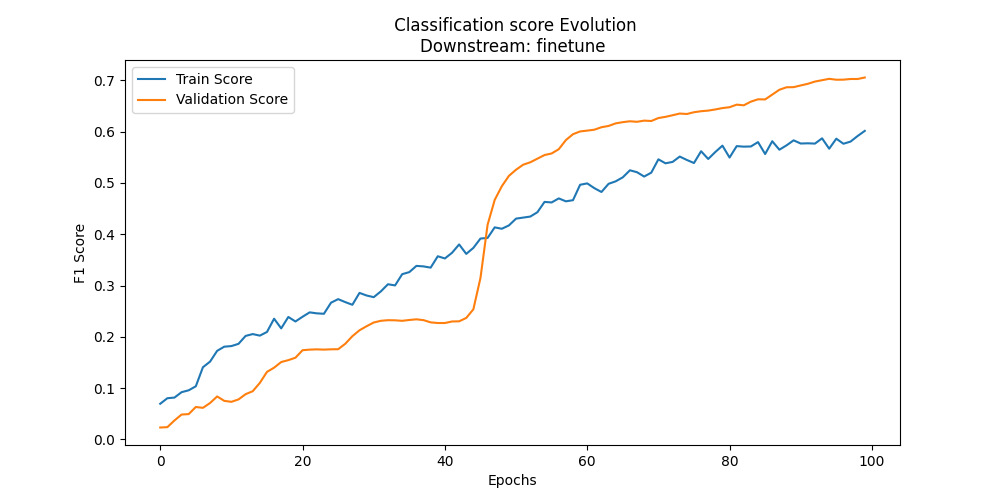 Classification score Evolution
Downstream: finetune
Train Score
Validation Score
F1 Score
0.7
0.6
0.5
0.4
0.3
0.2
0.1
0.0
0 20 40 60 80 100
Epochs